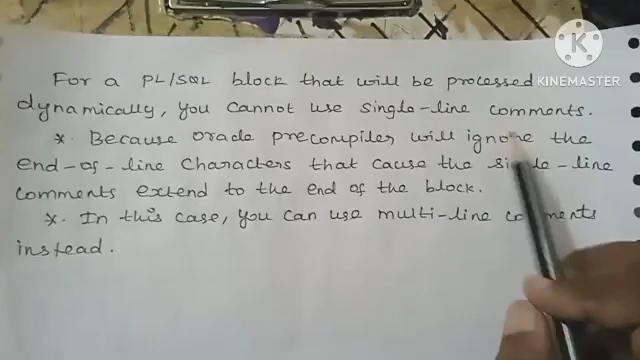 For a PL/SQL block that will be processed
dynamically, you cannot use single-line comments.
*. Because oracle precompiler will ignore the
end-of-line characters that cause the single-line
comments extend to the end of the block.
*. In this case, you can use multi-line comments
instead.
KINEMASTER